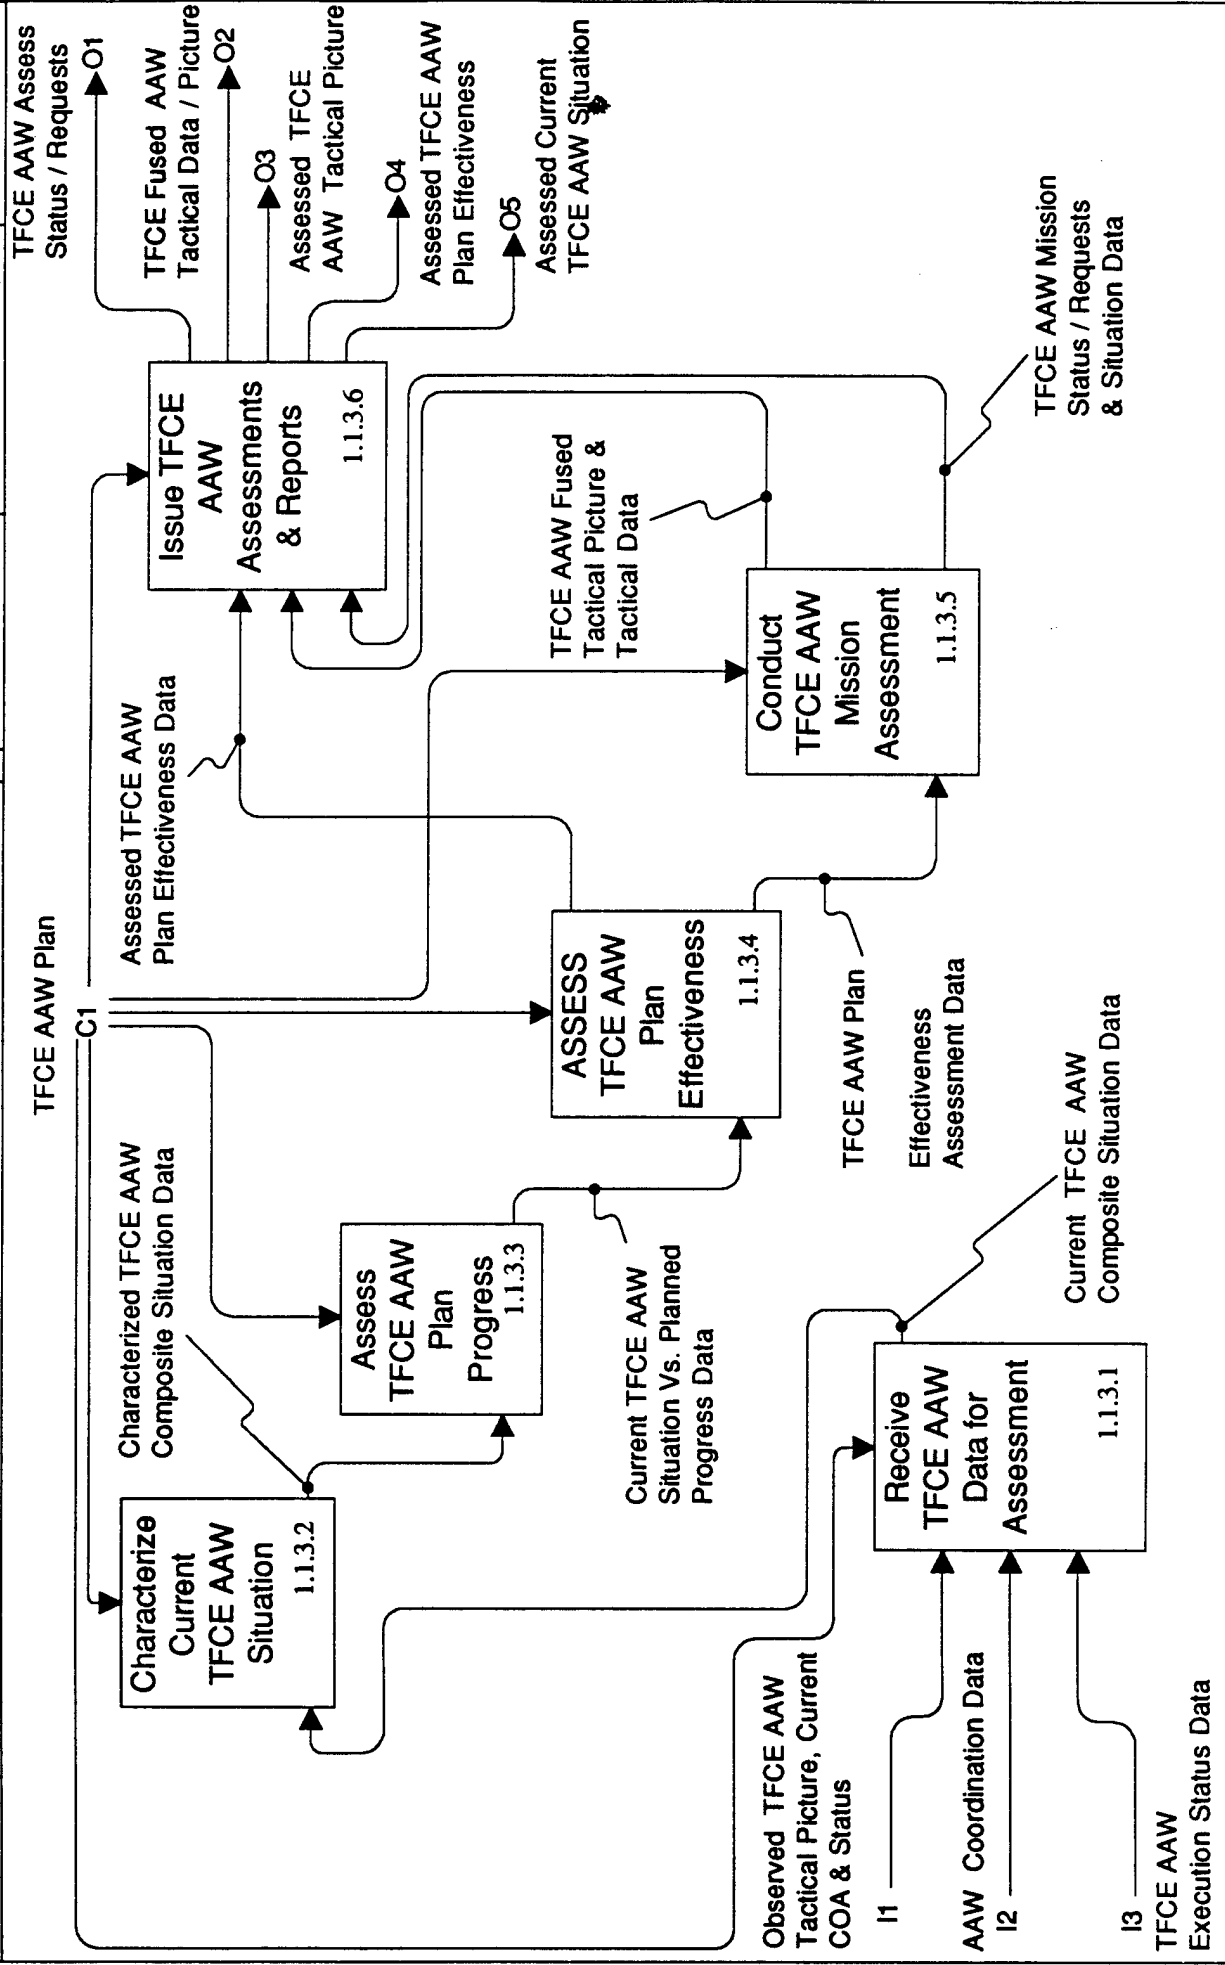 TFCE AAW Plan
C1
TFCE AAW Assess
Status / Requests
O1
TFCE Fused AAW
Tactical Data / Picture
O2
O3
Assessed TFCE
AAW Tactical Picture
O4
Assessed TFCE AAW
Plan Effectiveness
O5
Assessed Current
TFCE AAW Situation
Characterize
Current
TFCE AAW
Situation
1.1.3.2
Characterized TFCE AAW
Composite Situation Data
Assessed TFCE AAW
Plan Effectiveness Data
Issue TFCE
AAW
Assessments
& Reports
1.1.3.6
Assess
TFCE AAW
Plan
Progress
1.1.3.3
Current TFCE AAW
Situation Vs. Planned
Progress Data
ASSESS
TFCE AAW
Plan
Effectiveness
1.1.3.4
TFCE AAW Plan
Effectiveness
Assessment Data
TFCE AAW Fused
Tactical Picture &
Tactical Data
Conduct
TFCE AAW
Mission
Assessment
1.1.3.5
TFCE AAW Mission
Status / Requests
& Situation Data
Observed TFCE AAW
Tactical Picture, Current
COA & Status
I1
AAW Coordination Data
I2
I3
TFCE AAW
Execution Status Data
Receive
TFCE AAW
Data for
Assessment
1.1.3.1
Current TFCE AAW
Composite Situation Data